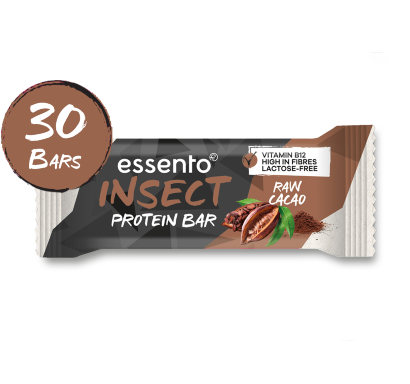 30
BARS
essento
INSECT
PROTEIN BAR
VITAMIN B12
HIGH IN FIBRES
LACTOSE-FREE
RAW
CACAO